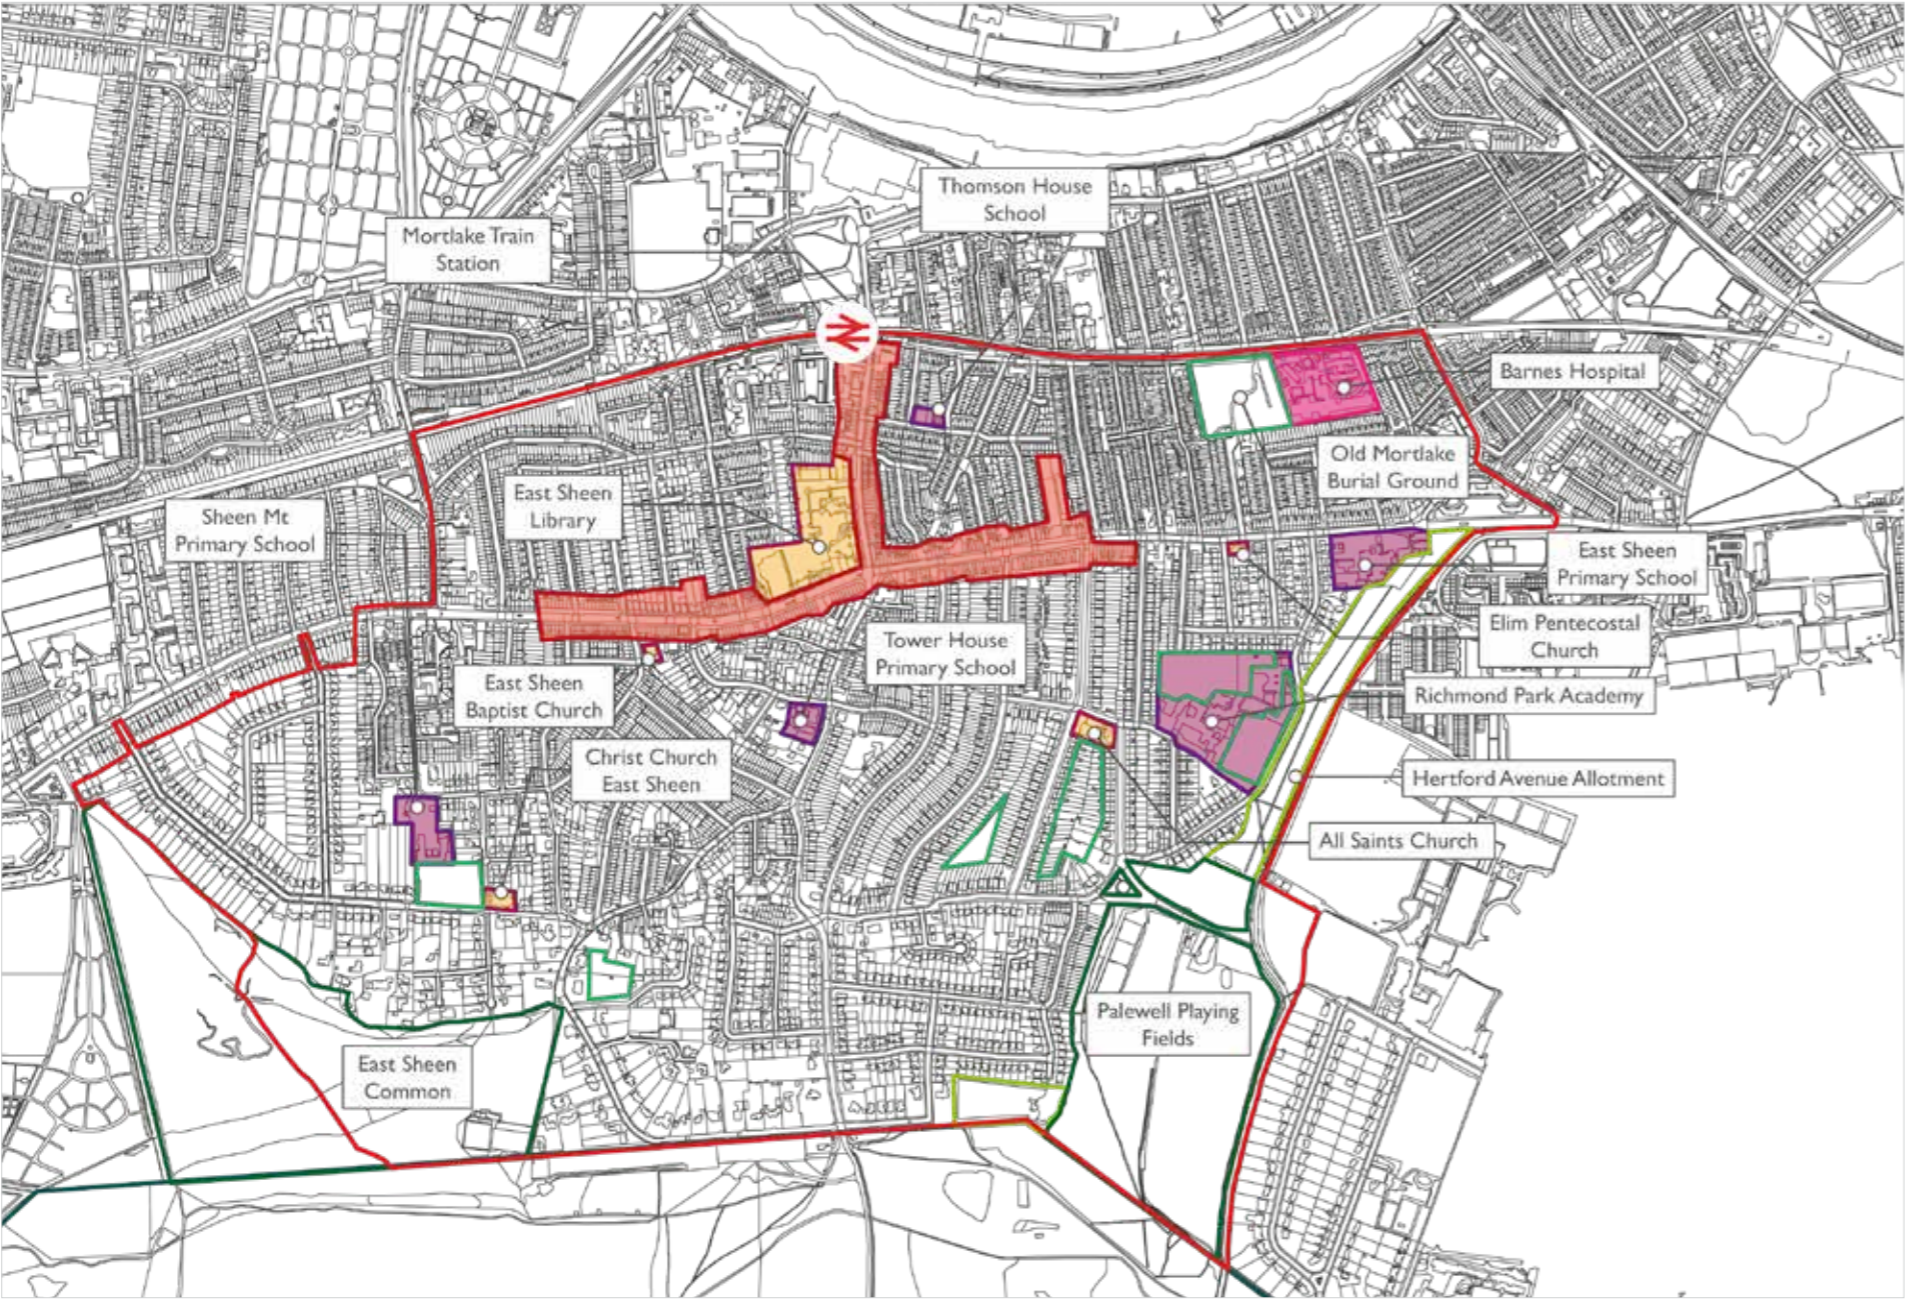 Thomson House
School
Mortlake Train
Station
Barnes Hospital
Old Mortlake
Burial Ground
East Sheen
Library
Sheen Mt
Primary School
East Sheen
Primary School
Elim Pentecostal
Church
Tower House
Primary School
East Sheen
Baptist Church
Richmond Park Academy
Christ Church
East Sheen
Hertford Avenue Allotment
All Saints Church
Palewell Playing
Fields
East Sheen
Common